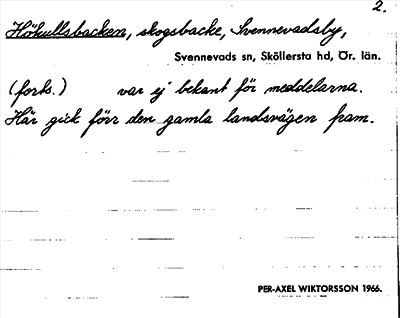 2.
Hökullsbacken, skogsbacke, Svennevadsby,
Svennevads sn, Sköllersta hd, Ör. län.
(forts.) var ej bekant för meddelarna.
Här gick förr den gamla landsvägen fram.
PER-AXEL WIKTORSSON 1966.